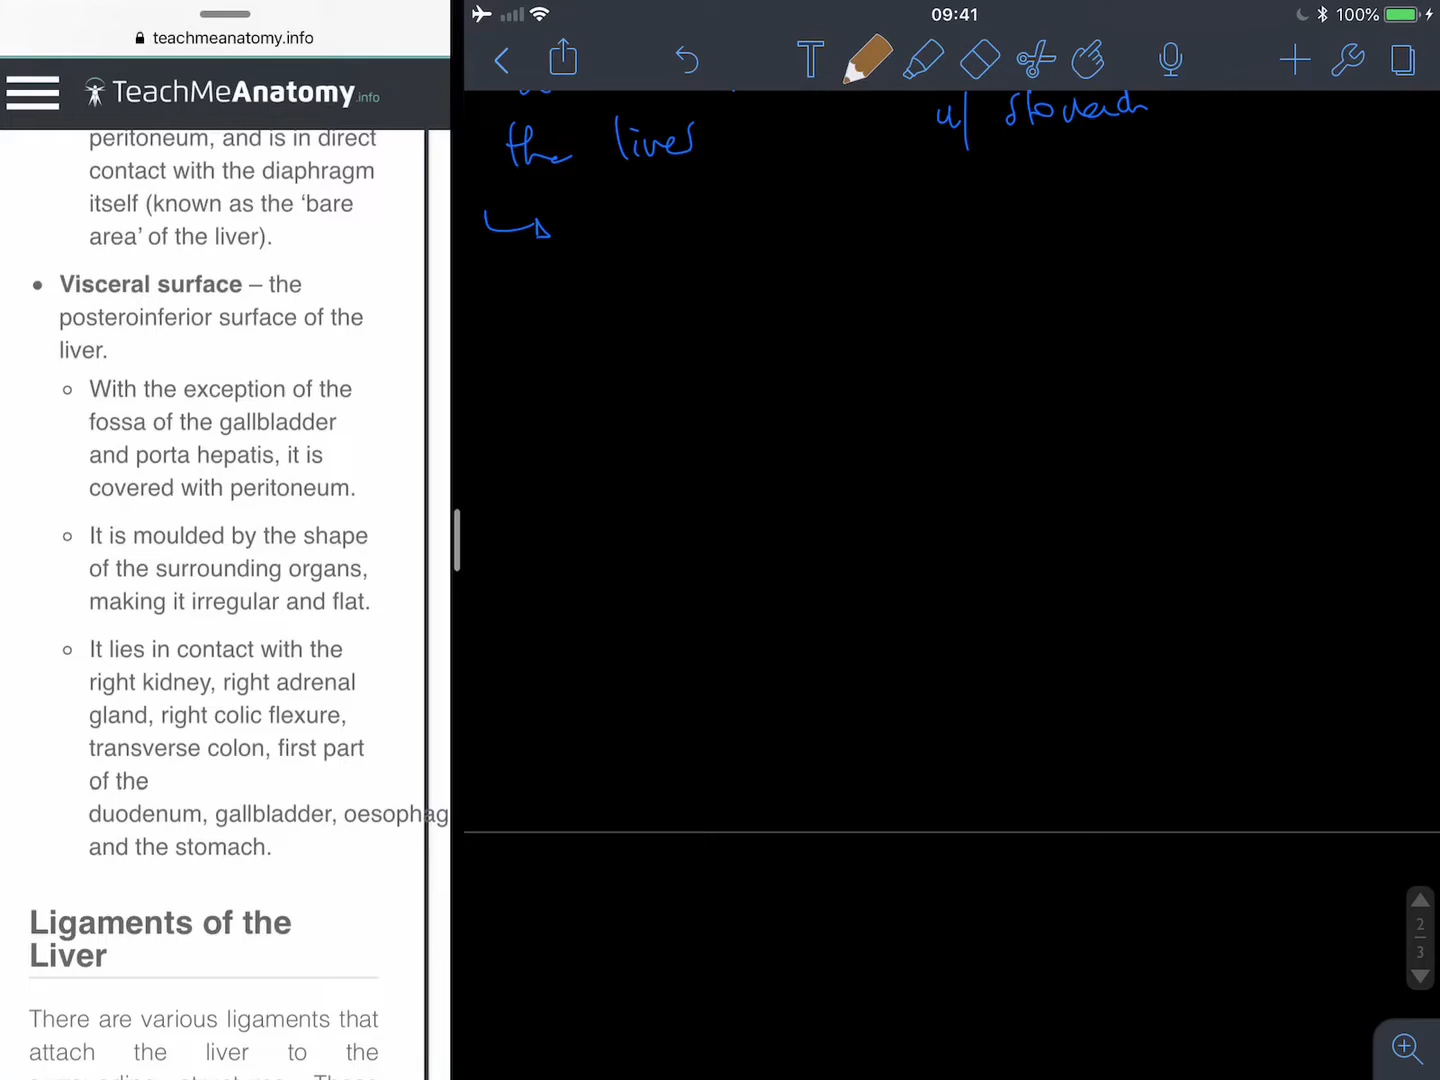 teachmeanatomy.info
TeachMeAnatomy.info
peritoneum, and is in direct
contact with the diaphragm
itself (known as the ‘bare
area’ of the liver).
• Visceral surface – the
posteroinferior surface of the
liver.
With the exception of the
fossa of the gallbladder
and porta hepatis, it is
covered with peritoneum.
It is moulded by the shape
of the surrounding organs,
making it irregular and flat.
It lies in contact with the
right kidney, right adrenal
gland, right colic flexure,
transverse colon, first part
of the
duodenum, gallbladder, oesophag
and the stomach.
Ligaments of the
Liver
There are various ligaments that
attach the liver to the
09:41
100%
T
w/ stomach
the liver
2
3